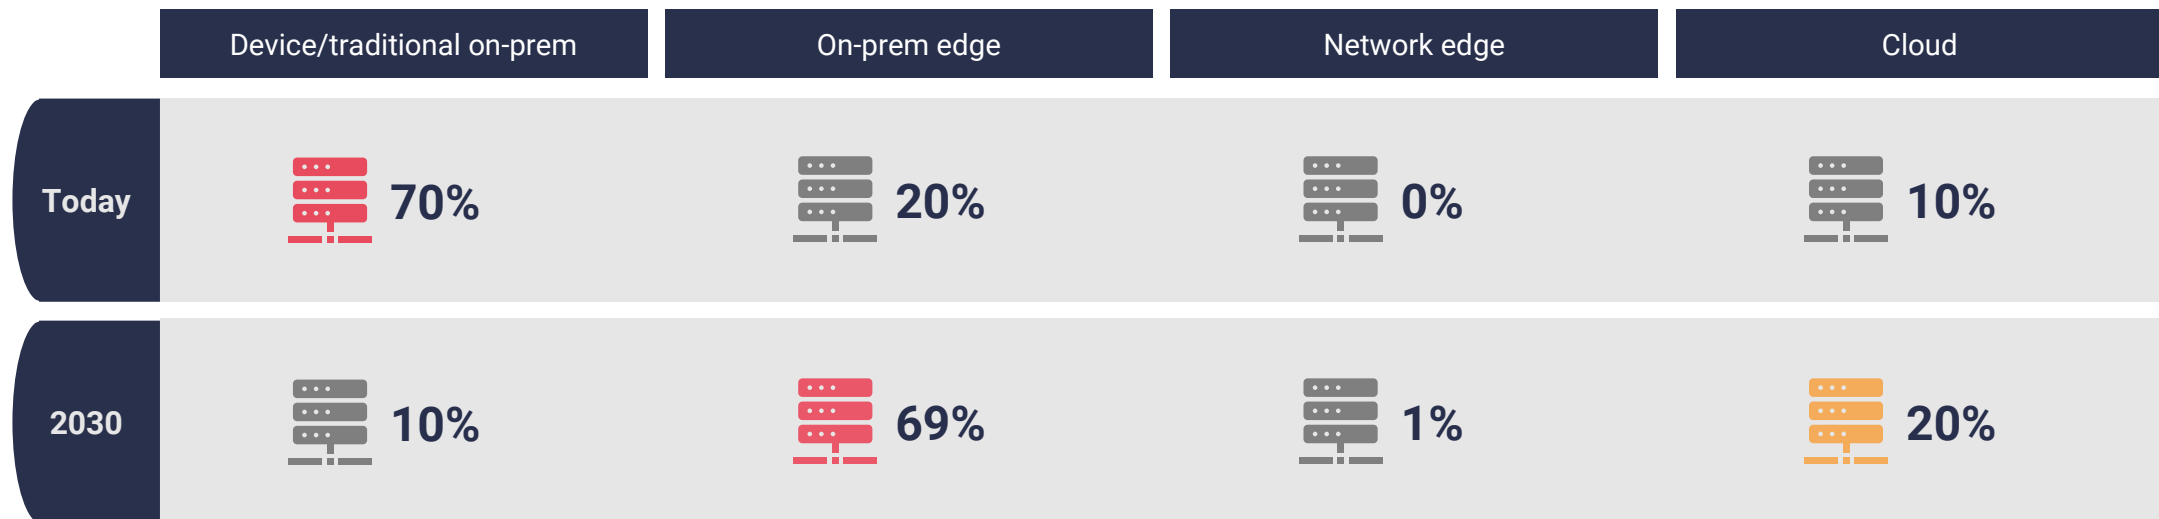 Device/traditional on-prem On-prem edge Network edge Cloud
Today 70% 20% 0% 10%
2030 10% 69% 1% 20%